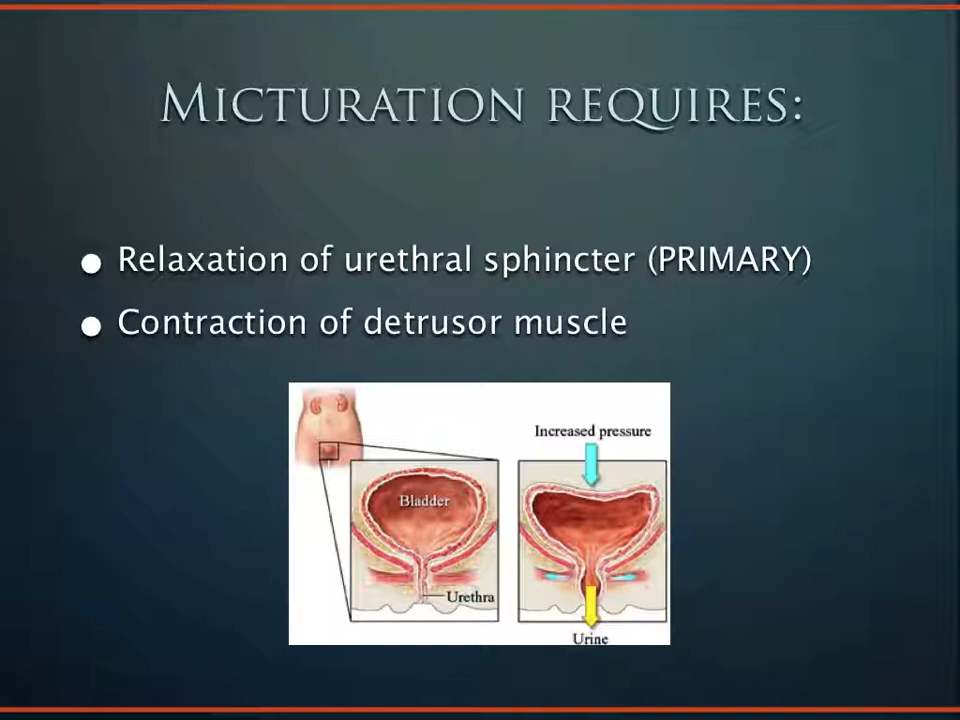 MICTURATION REQUIRES:
• Relaxation of urethral sphincter (PRIMARY)
• Contraction of detrusor muscle
Increased pressure
Bladder
Urethra
Urine